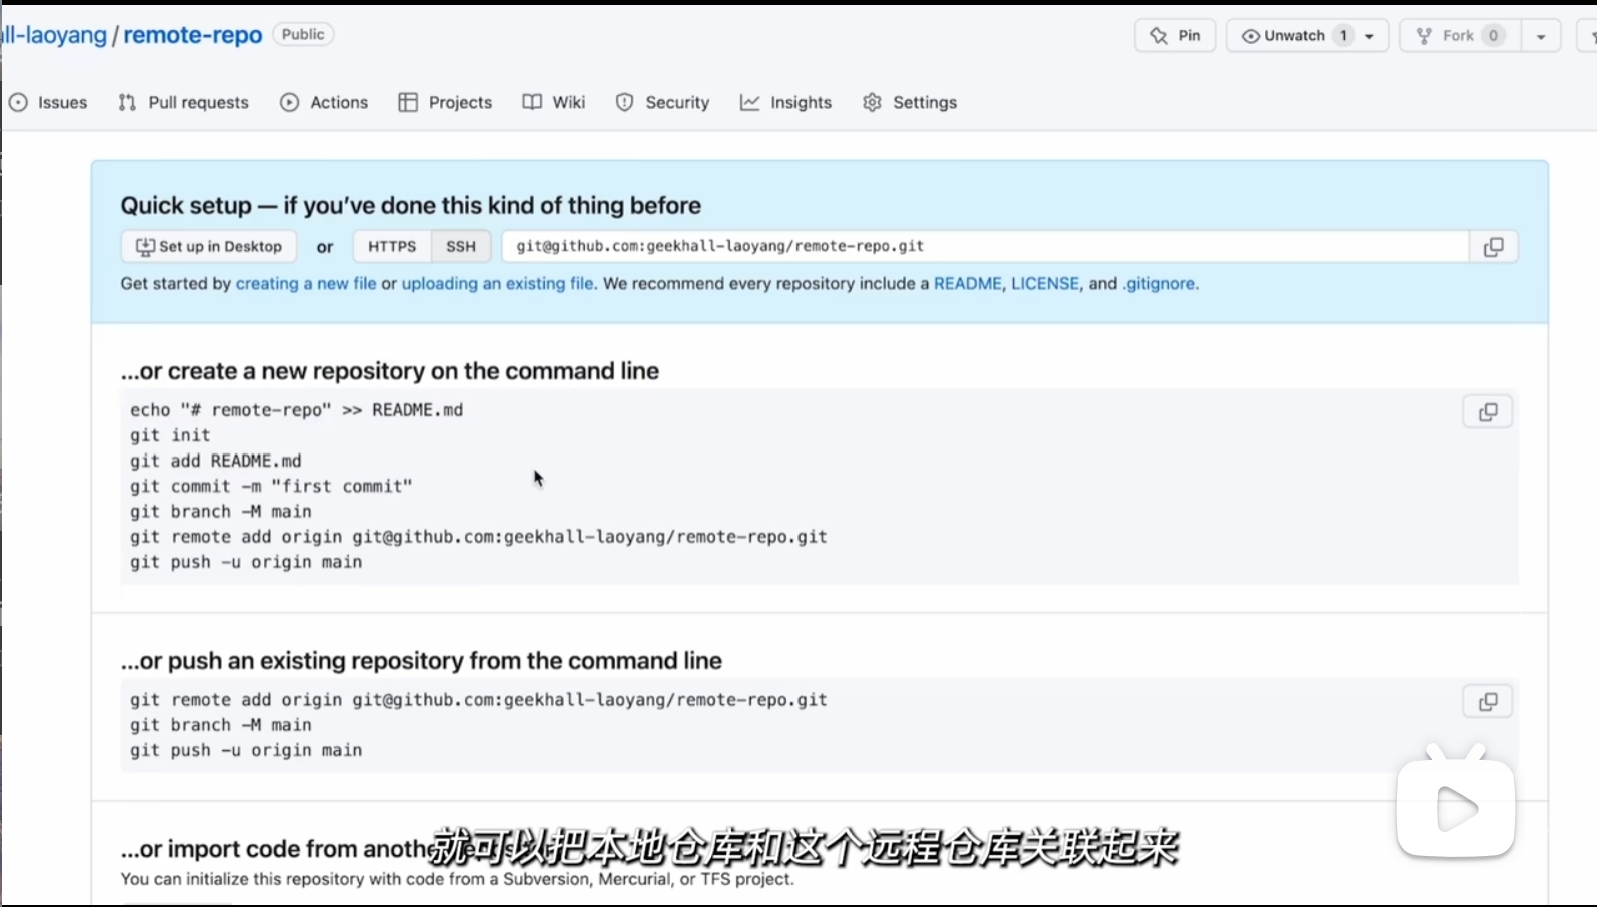 ll-laoyang / remote-repo Public Pin Unwatch 1 Fork 0
Issues Pull requests Actions Projects Wiki Security Insights Settings
Quick setup — if you've done this kind of thing before
Set up in Desktop or HTTPS SSH git@github.com:geekhall-laoyang/remote-repo.git
Get started by creating a new file or uploading an existing file. We recommend every repository include a README, LICENSE, and .gitignore.
...or create a new repository on the command line
echo "# remote-repo" >> README.md
git init
git add README.md
git commit -m "first commit"
git branch -M main
git remote add origin git@github.com:geekhall-laoyang/remote-repo.git
git push -u origin main
...or push an existing repository from the command line
git remote add origin git@github.com:geekhall-laoyang/remote-repo.git
git branch -M main
git push -u origin main
...or import code from
就可以把本地仓库和这个远程仓库关联起来
You can initialize this repository with code from a Subversion, Mercurial, or TFS project.